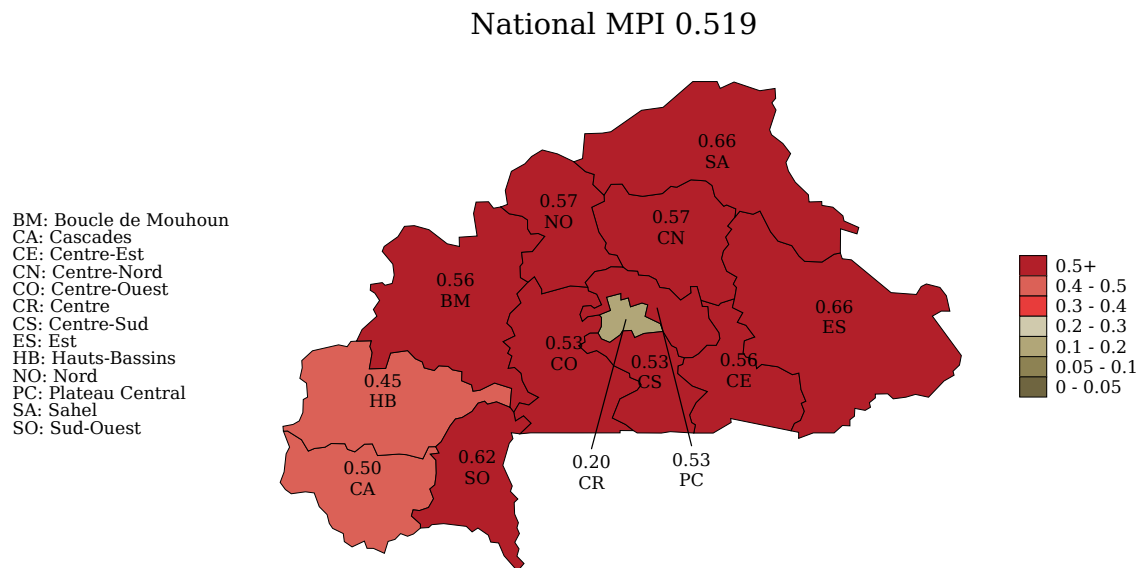 National MPI 0.519
0.66
SA
0.57
NO
0.57
CN
0.56
BM
0.66
ES
0.53
CO
0.53
CS
0.56
CE
0.45
HB
0.50
CA
0.62
SO
0.20
CR
0.53
PC
BM: Boucle de Mouhoun
CA: Cascades
CE: Centre-Est
CN: Centre-Nord
CO: Centre-Ouest
CR: Centre
CS: Centre-Sud
ES: Est
HB: Hauts-Bassins
NO: Nord
PC: Plateau Central
SA: Sahel
SO: Sud-Ouest
0.5+
0.4 - 0.5
0.3 - 0.4
0.2 - 0.3
0.1 - 0.2
0.05 - 0.1
0 - 0.05